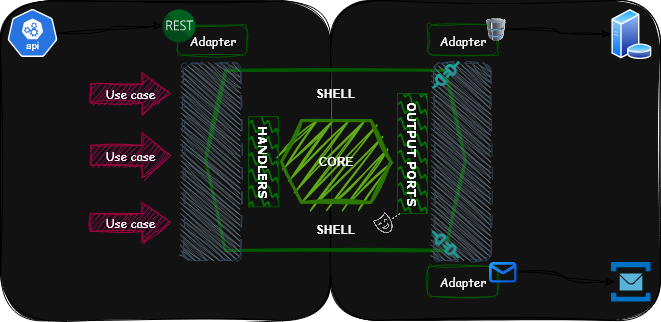 api
REST
Adapter
Adapter
Use case
Use case
Use case
SHELL
HANDLERS
CORE
OUTPUT PORTS
SHELL
Adapter